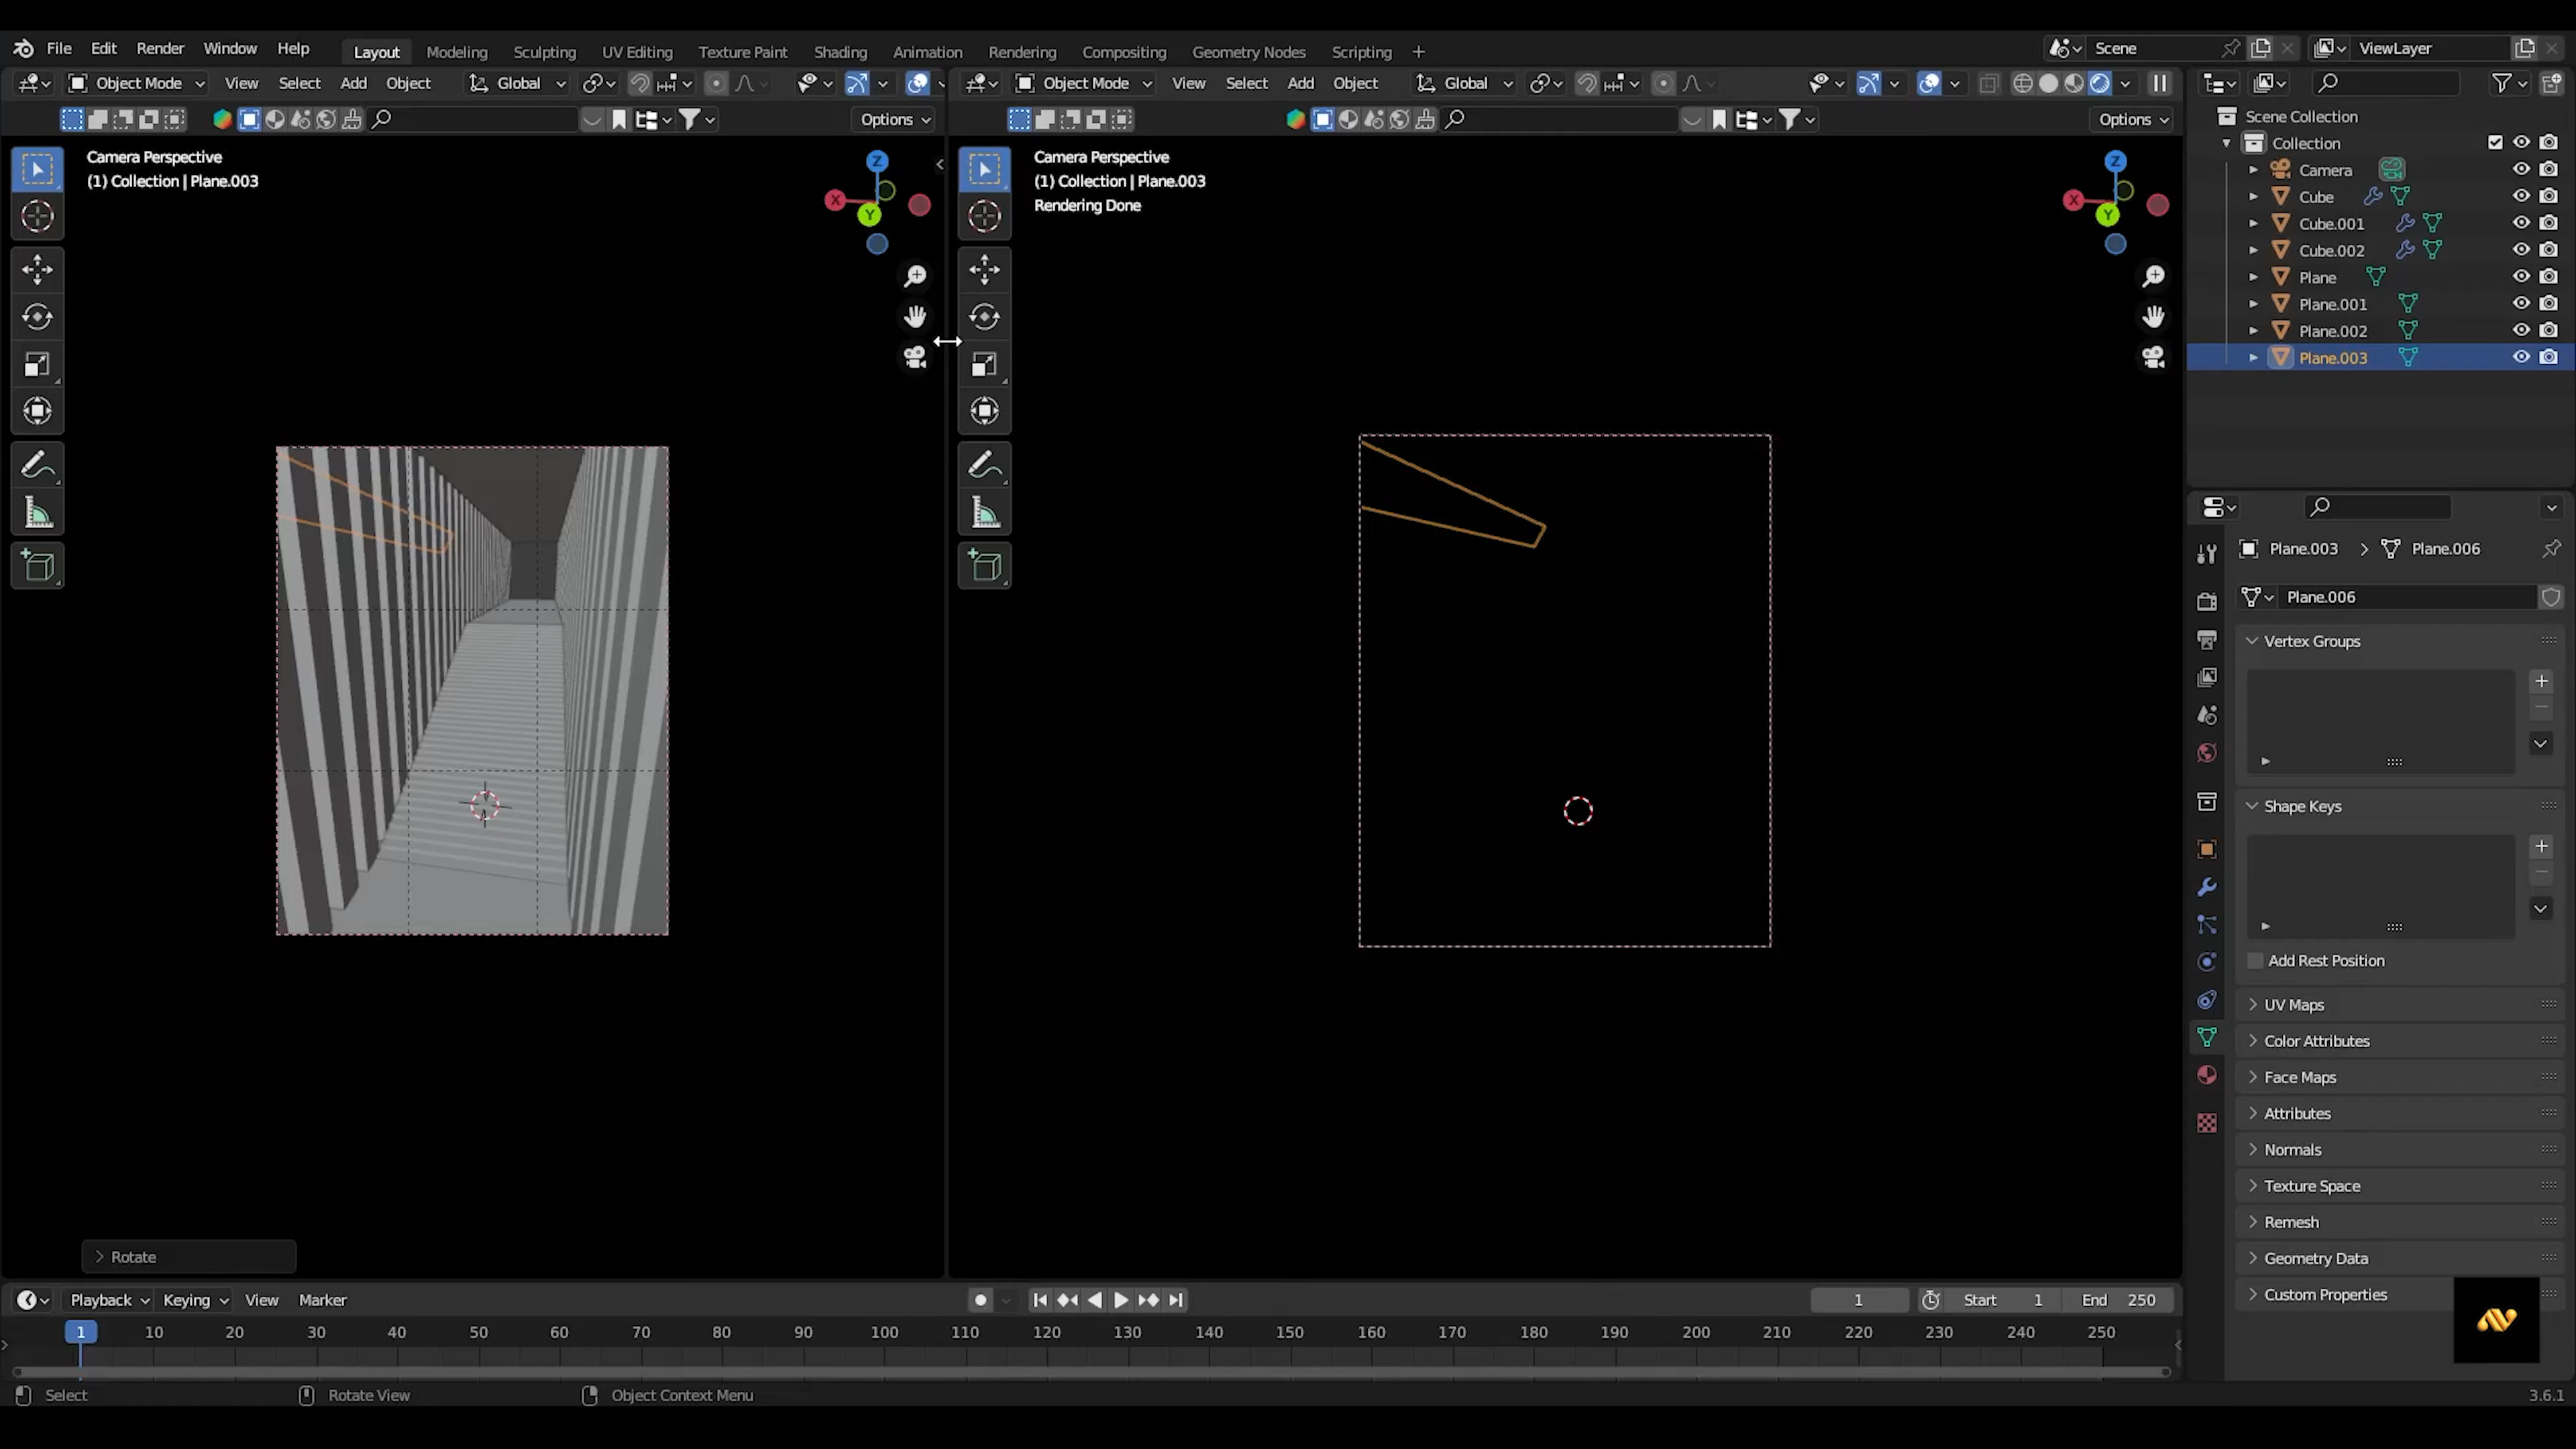 File Edit Render Window Help Layout Modeling Sculpting UV Editing Texture Paint Shading Animation Rendering Compositing Geometry Nodes Scripting + Scene ViewLayer
Object Mode View Select Add Object Global Object Mode View Select Add Object Global
Options Options
Camera Perspective
(1) Collection | Plane.003
Z
X
Y
Camera Perspective
(1) Collection | Plane.003
Rendering Done
Z
X
Y
Scene Collection
Collection
Camera
Cube
Cube.001
Cube.002
Plane
Plane.001
Plane.002
Plane.003
Plane.003 > Plane.006
Plane.006
Vertex Groups
Shape Keys
Add Rest Position
UV Maps
Color Attributes
Face Maps
Attributes
Normals
Texture Space
Remesh
Geometry Data
Custom Properties
Rotate
Playback Keying View Marker 1 Start 1 End 250
1 10 20 30 40 50 60 70 80 90 100 110 120 130 140 150 160 170 180 190 200 210 220 230 240 250
Select Rotate View Object Context Menu 3.6.1